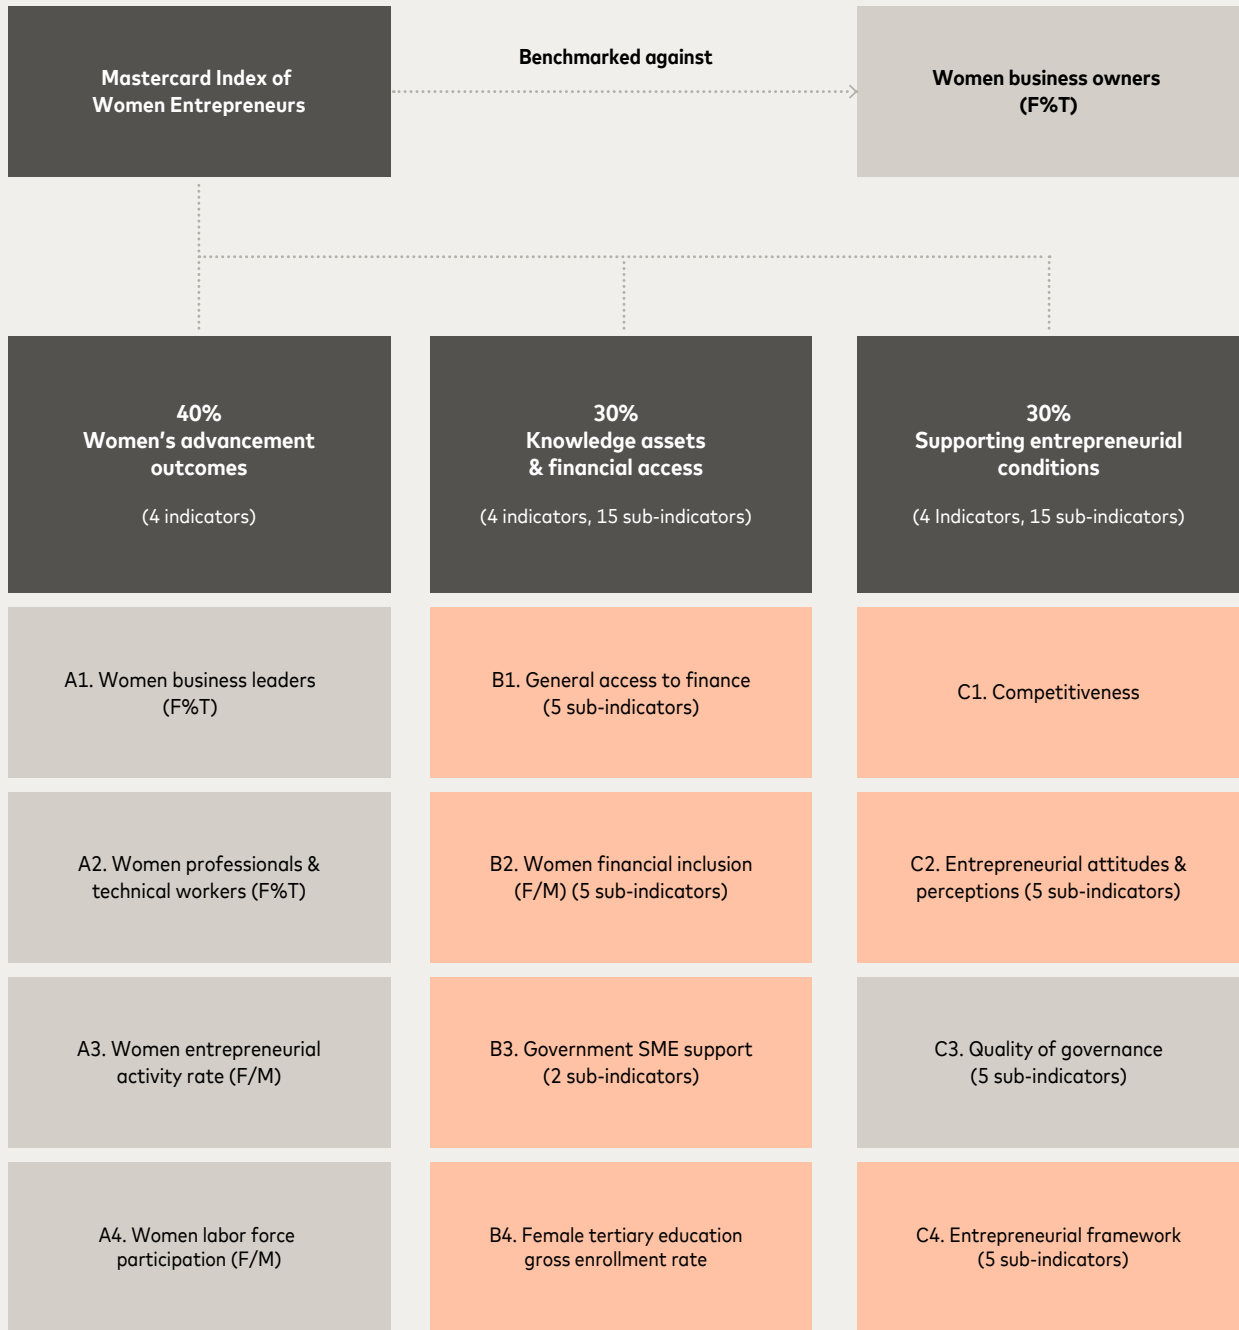 Mastercard Index of
Women Entrepreneurs
Benchmarked against
Women business owners
(F%T)
40%
Women's advancement
outcomes
(4 indicators)
30%
Knowledge assets
& financial access
(4 indicators, 15 sub-indicators)
30%
Supporting entrepreneurial
conditions
(4 Indicators, 15 sub-indicators)
A1. Women business leaders
(F%T)
B1. General access to finance
(5 sub-indicators)
C1. Competitiveness
A2. Women professionals &
technical workers (F%T)
B2. Women financial inclusion
(F/M) (5 sub-indicators)
C2. Entrepreneurial attitudes &
perceptions (5 sub-indicators)
A3. Women entrepreneurial
activity rate (F/M)
B3. Government SME support
(2 sub-indicators)
C3. Quality of governance
(5 sub-indicators)
A4. Women labor force
participation (F/M)
B4. Female tertiary education
gross enrollment rate
C4. Entrepreneurial framework
(5 sub-indicators)